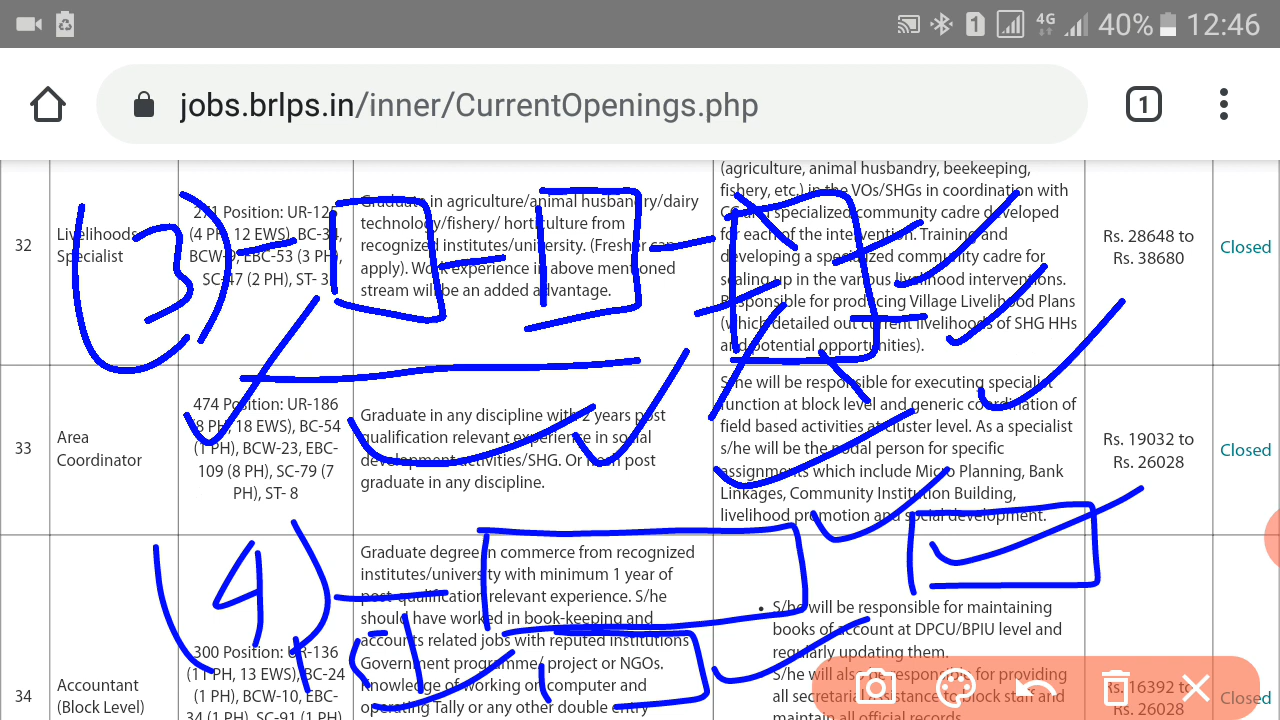 4G 40% 12:46
jobs.brlps.in/inner/CurrentOpenings.php
1
32
Livelihoods
Specialist
271 Position: UR-125
(4 PH, 12 EWS), BC-34,
BCW-9, EBC-53 (3 PH),
SC-47 (2 PH), ST- 3
Graduate in agriculture/animal husbandry/dairy
technology/fishery/ horticulture from
recognized institutes/university. (Fresher can
apply). Work experience in above mentioned
stream will be an added advantage.
(agriculture, animal husbandry, beekeeping,
fishery, etc.) in the VOs/SHGs in coordination with
CC and specialized community cadre developed
for each of the intervention. Training and
developing a specialized community cadre for
scaling up in the various livelihood interventions.
Responsible for producing Village Livelihood Plans
(which detailed out current livelihoods of SHG HHs
and potential opportunities).
Rs. 28648 to
Rs. 38680
Closed
33
Area
Coordinator
474 Position: UR-186
(8 PH, 18 EWS), BC-54
(1 PH), BCW-23, EBC-
109 (8 PH), SC-79 (7
PH), ST- 8
Graduate in any discipline with 2 years post
qualification relevant experience in social
development activities/SHG. Or fresh post
graduate in any discipline.
S/he will be responsible for executing specialist
function at block level and generic coordination of
field based activities at cluster level. As a specialist
s/he will be the nodal person for specific
assignments which include Micro Planning, Bank
Linkages, Community Institution Building,
livelihood promotion and social development.
Rs. 19032 to
Rs. 26028
Closed
34
Accountant
(Block Level)
300 Position: UR-136
(11 PH, 13 EWS), BC-24
(1 PH), BCW-10, EBC-
34 (1 PH), SC-91 (1 PH)
Graduate degree in commerce from recognized
institutes/university with minimum 1 year of
post-qualification relevant experience. S/he
should have worked in book-keeping and
accounts related jobs with reputed institutions
Government programme/ project or NGOs.
Knowledge of working on computer and
operating Tally or any other double entry
• S/he will be responsible for maintaining
books of account at DPCU/BPIU level and
regularly updating them.
S/he will also be responsible for providing
all secretarial assistance to block staff and
maintain all official records
Rs. 16392 to
Rs. 26028
Closed
(3)
(4)